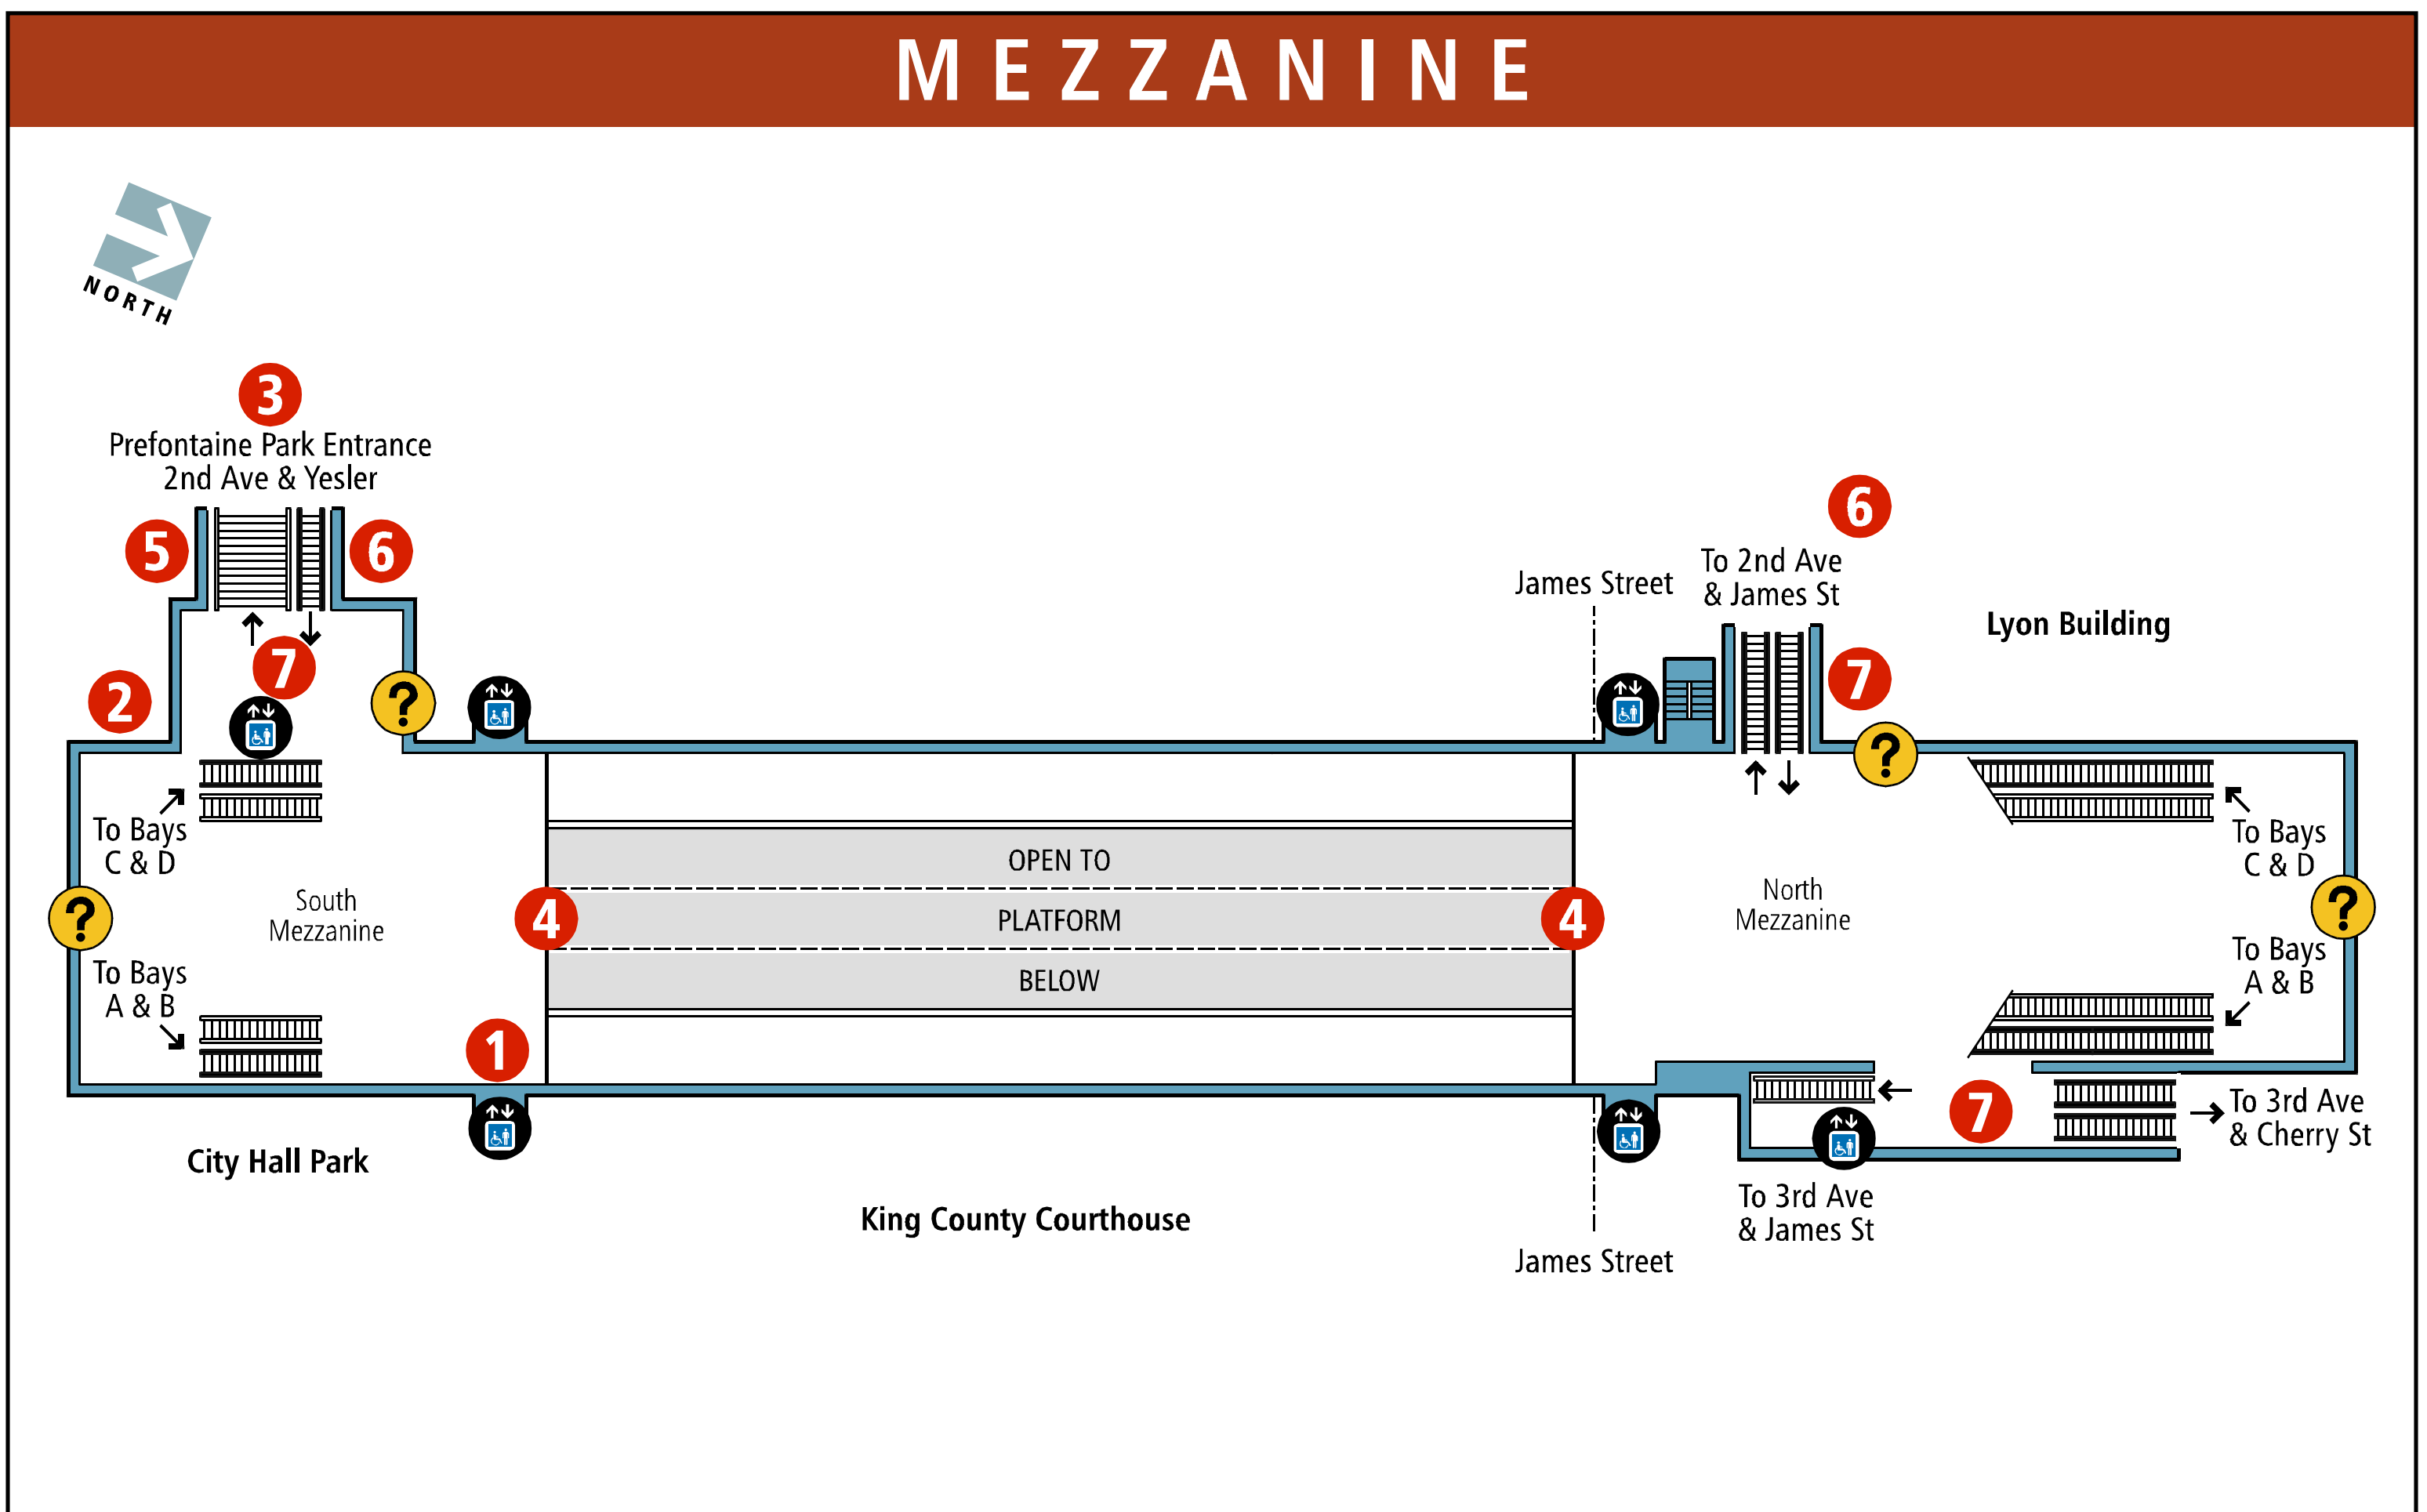 MEZZANINE
NORTH
3
Prefontaine Park Entrance
2nd Ave & Yesler
5
6
7
2
?
To Bays
C & D
?
South
Mezzanine
To Bays
A & B
4
1
City Hall Park
OPEN TO
PLATFORM
BELOW
King County Courthouse
James Street
6
To 2nd Ave
& James St
Lyon Building
7
?
4
North
Mezzanine
To Bays
C & D
?
To Bays
A & B
7
To 3rd Ave
& Cherry St
To 3rd Ave
& James St
James Street